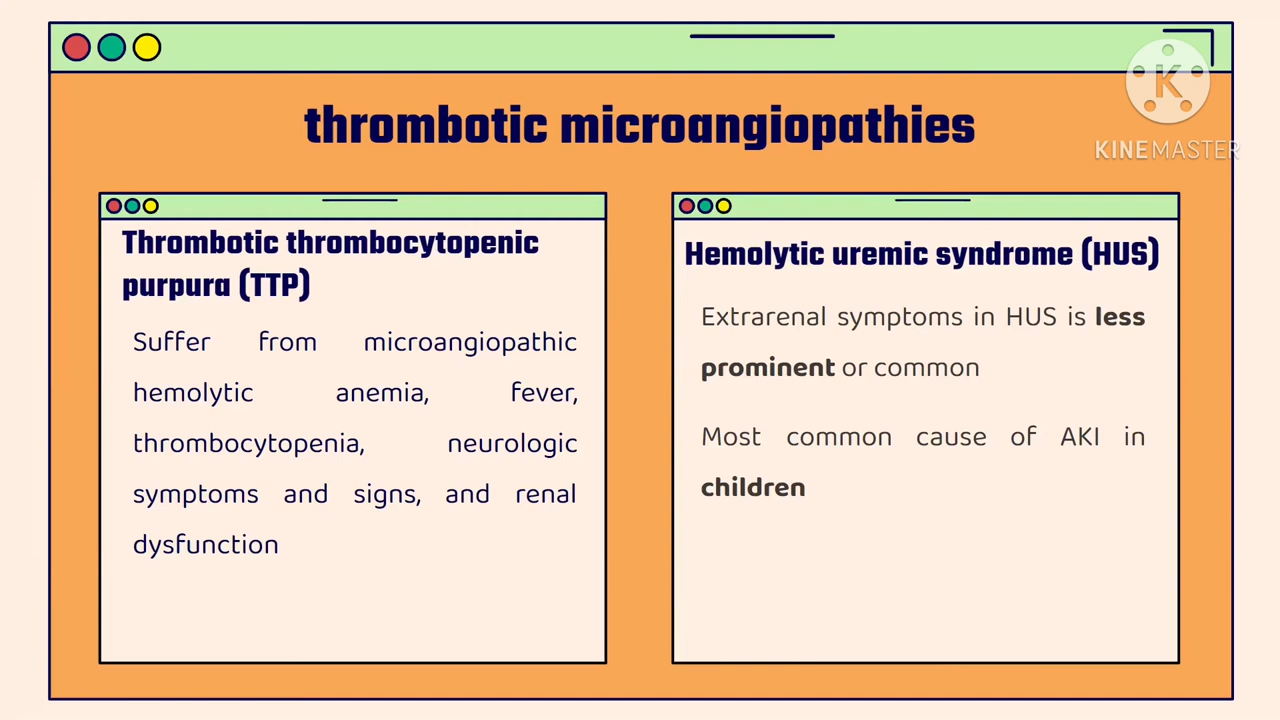 thrombotic microangiopathies
K
KINEMASTER
Thrombotic thrombocytopenic
purpura (TTP)
Suffer from microangiopathic
hemolytic anemia, fever,
thrombocytopenia, neurologic
symptoms and signs, and renal
dysfunction
Hemolytic uremic syndrome (HUS)
Extrarenal symptoms in HUS is less
prominent or common
Most common cause of AKI in
children